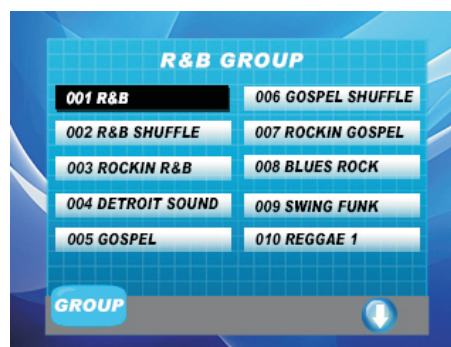 R&B GROUP
001 R&B
002 R&B SHUFFLE
003 ROCKIN R&B
004 DETROIT SOUND
005 GOSPEL
006 GOSPEL SHUFFLE
007 ROCKIN GOSPEL
008 BLUES ROCK
009 SWING FUNK
010 REGGAE 1
GROUP